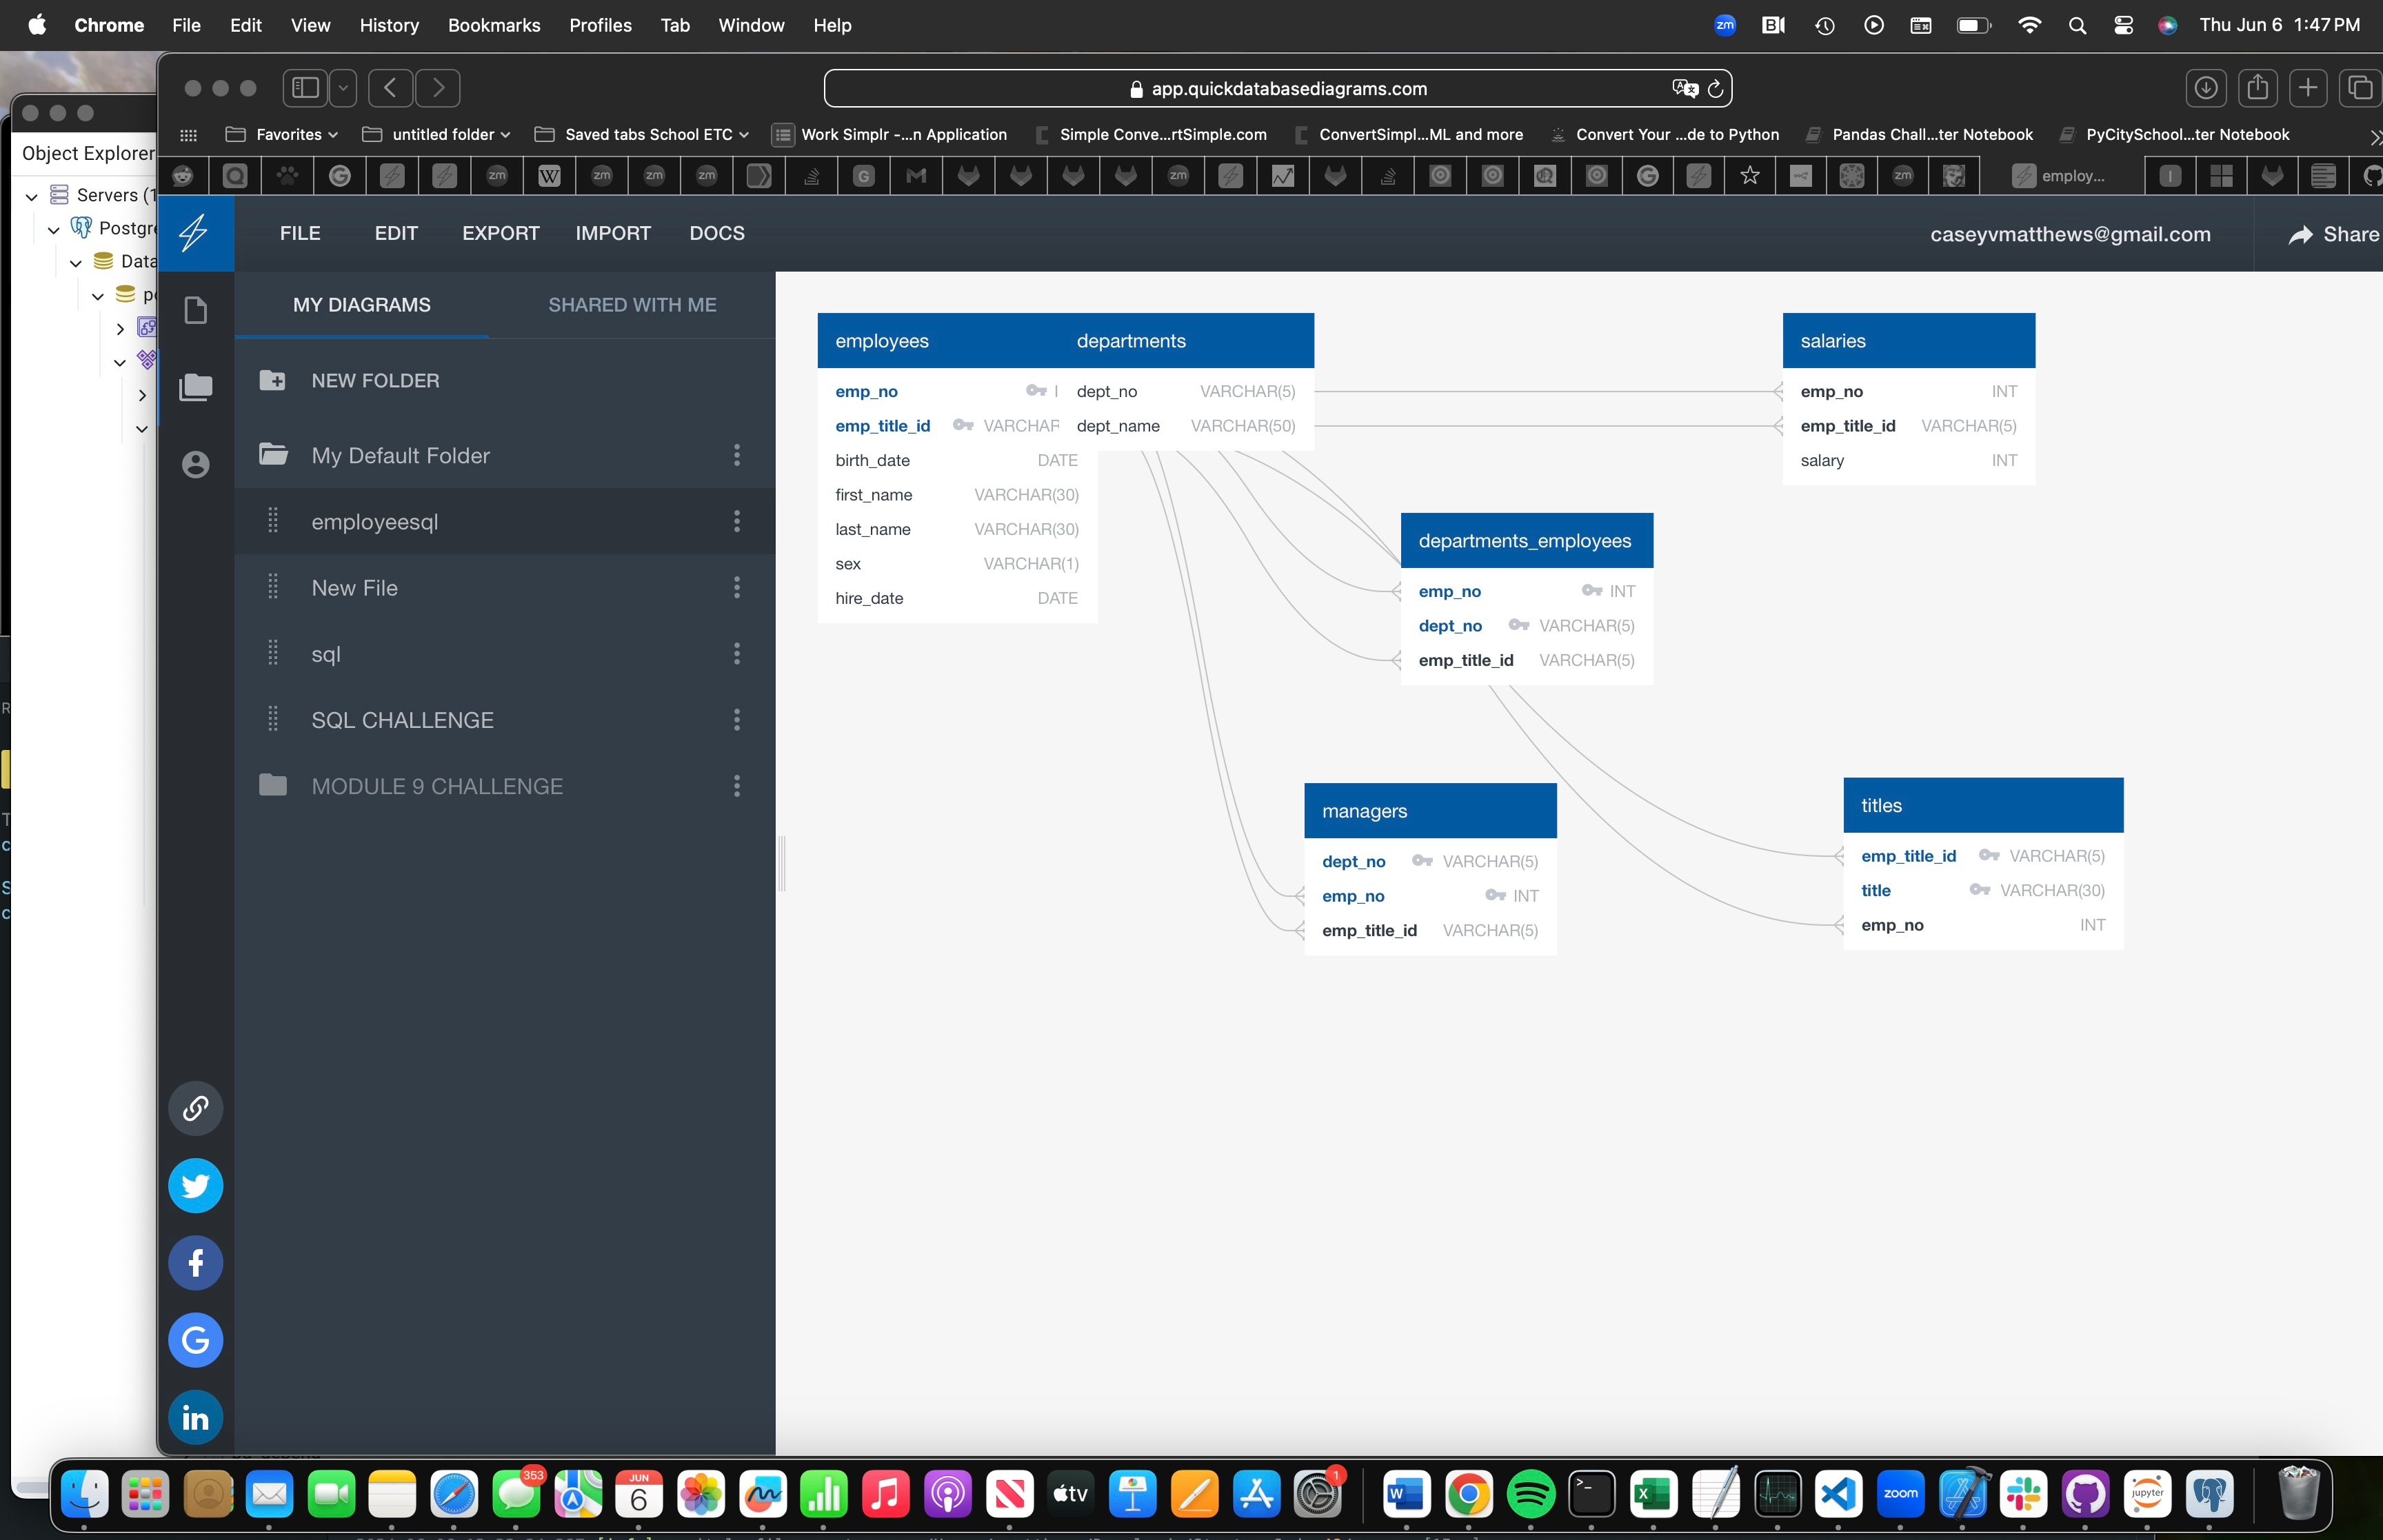 Chrome File Edit View History Bookmarks Profiles Tab Window Help zm Thu Jun 6 1:47 PM
app.quickdatabasediagrams.com
Favorites untitled folder Saved tabs School ETC Work Simplr -...n Application Simple Conve...rtSimple.com ConvertSimpl...ML and more Convert Your ...de to Python Pandas Chall...ter Notebook PyCitySchool...ter Notebook
employ...
Object Explorer
Servers (1
Postgre
Data
FILE EDIT EXPORT IMPORT DOCS caseyvmatthews@gmail.com Share
MY DIAGRAMS SHARED WITH ME
NEW FOLDER
My Default Folder
employeesql
New File
sql
SQL CHALLENGE
MODULE 9 CHALLENGE
employees
emp_no I
emp_title_id VARCHAR
birth_date DATE
first_name VARCHAR(30)
last_name VARCHAR(30)
sex VARCHAR(1)
hire_date DATE
departments
dept_no VARCHAR(5)
dept_name VARCHAR(50)
salaries
emp_no INT
emp_title_id VARCHAR(5)
salary INT
departments_employees
emp_no INT
dept_no VARCHAR(5)
emp_title_id VARCHAR(5)
managers
dept_no VARCHAR(5)
emp_no INT
emp_title_id VARCHAR(5)
titles
emp_title_id VARCHAR(5)
title VARCHAR(30)
emp_no INT
353
JUN
6
tv
1
zoom
jupyter